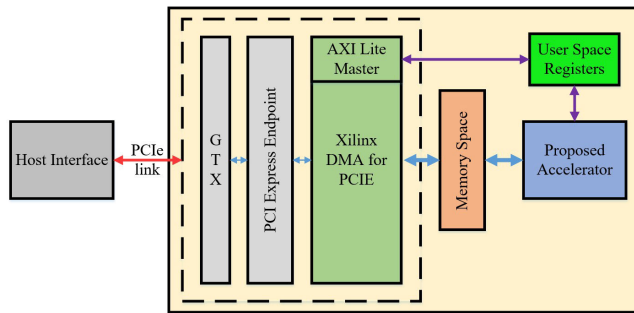 Host Interface
PCIe
link
G
T
X
PCI Express Endpoint
AXI Lite
Master
Xilinx
DMA for
PCIE
Memory Space
User Space
Registers
Proposed
Accelerator